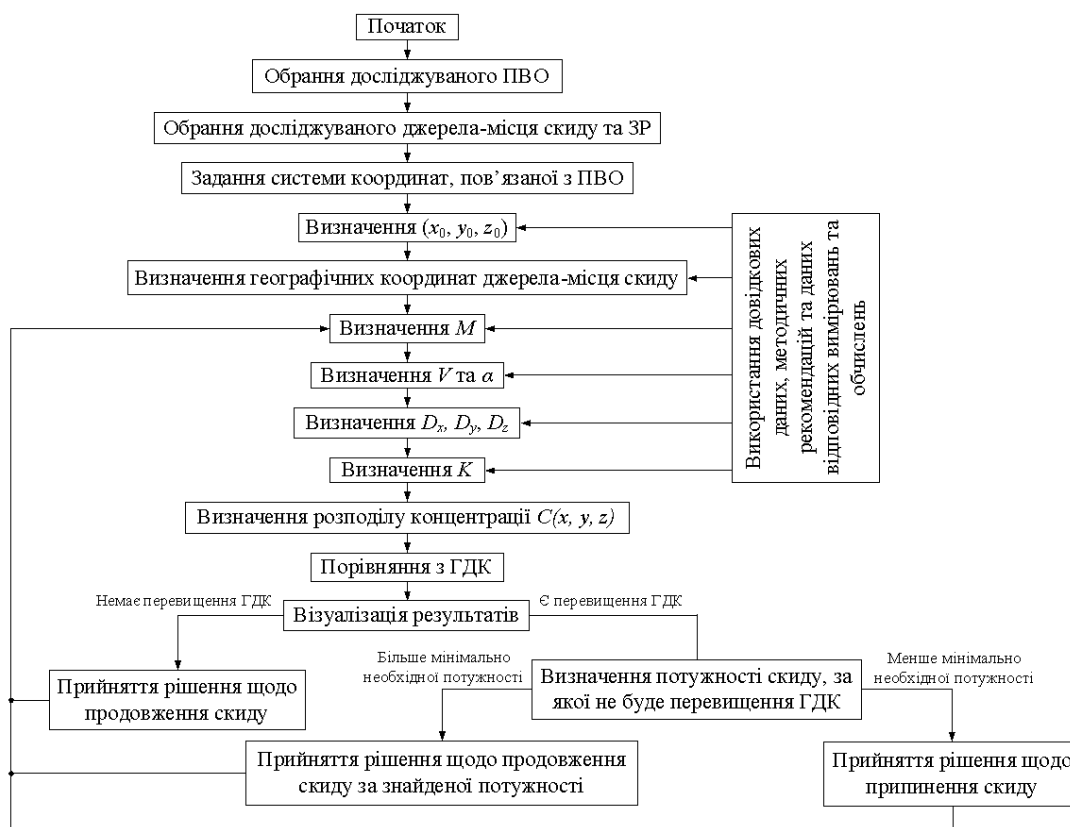 Початок
Обрання досліджуваного ПВО
Обрання досліджуваного джерела-місця скиду та ЗР
Задання системи координат, пов’язаної з ПВО
Визначення (x₀, y₀, z₀)
Визначення географічних координат джерела-місця скиду
Визначення M
Визначення V та α
Визначення Dₓ, Dᵧ, D_z
Визначення K
Використання довідкових
даних, методичних
рекомендацій та даних
відповідних вимірювань та
обчислень
Визначення розподілу концентрації C(x, y, z)
Порівняння з ГДК
Немає перевищення ГДК
Візуалізація результатів
Є перевищення ГДК
Прийняття рішення щодо
продовження скиду
Більше мінімально
необхідної потужності
Визначення потужності скиду, за
якої не буде перевищення ГДК
Менше мінімально
необхідної потужності
Прийняття рішення щодо продовження
скиду за знайденої потужності
Прийняття рішення щодо
припинення скиду